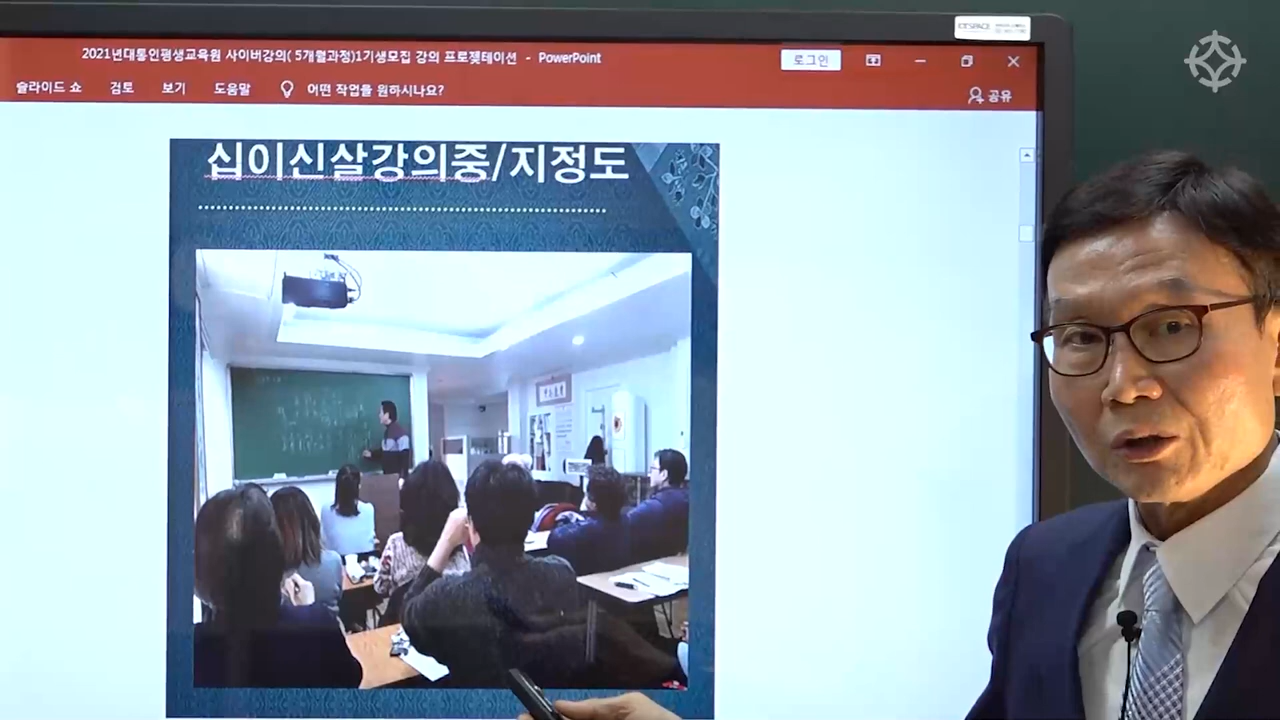 2021년대통인평생교육원 사이버강의( 5개월과정)1기생모집 강의 프로젲테이션 - PowerPoint
로그인
슬라이드 쇼 검토 보기 도움말 어떤 작업을 원하시나요?
공유
십이신살강의중/지정도